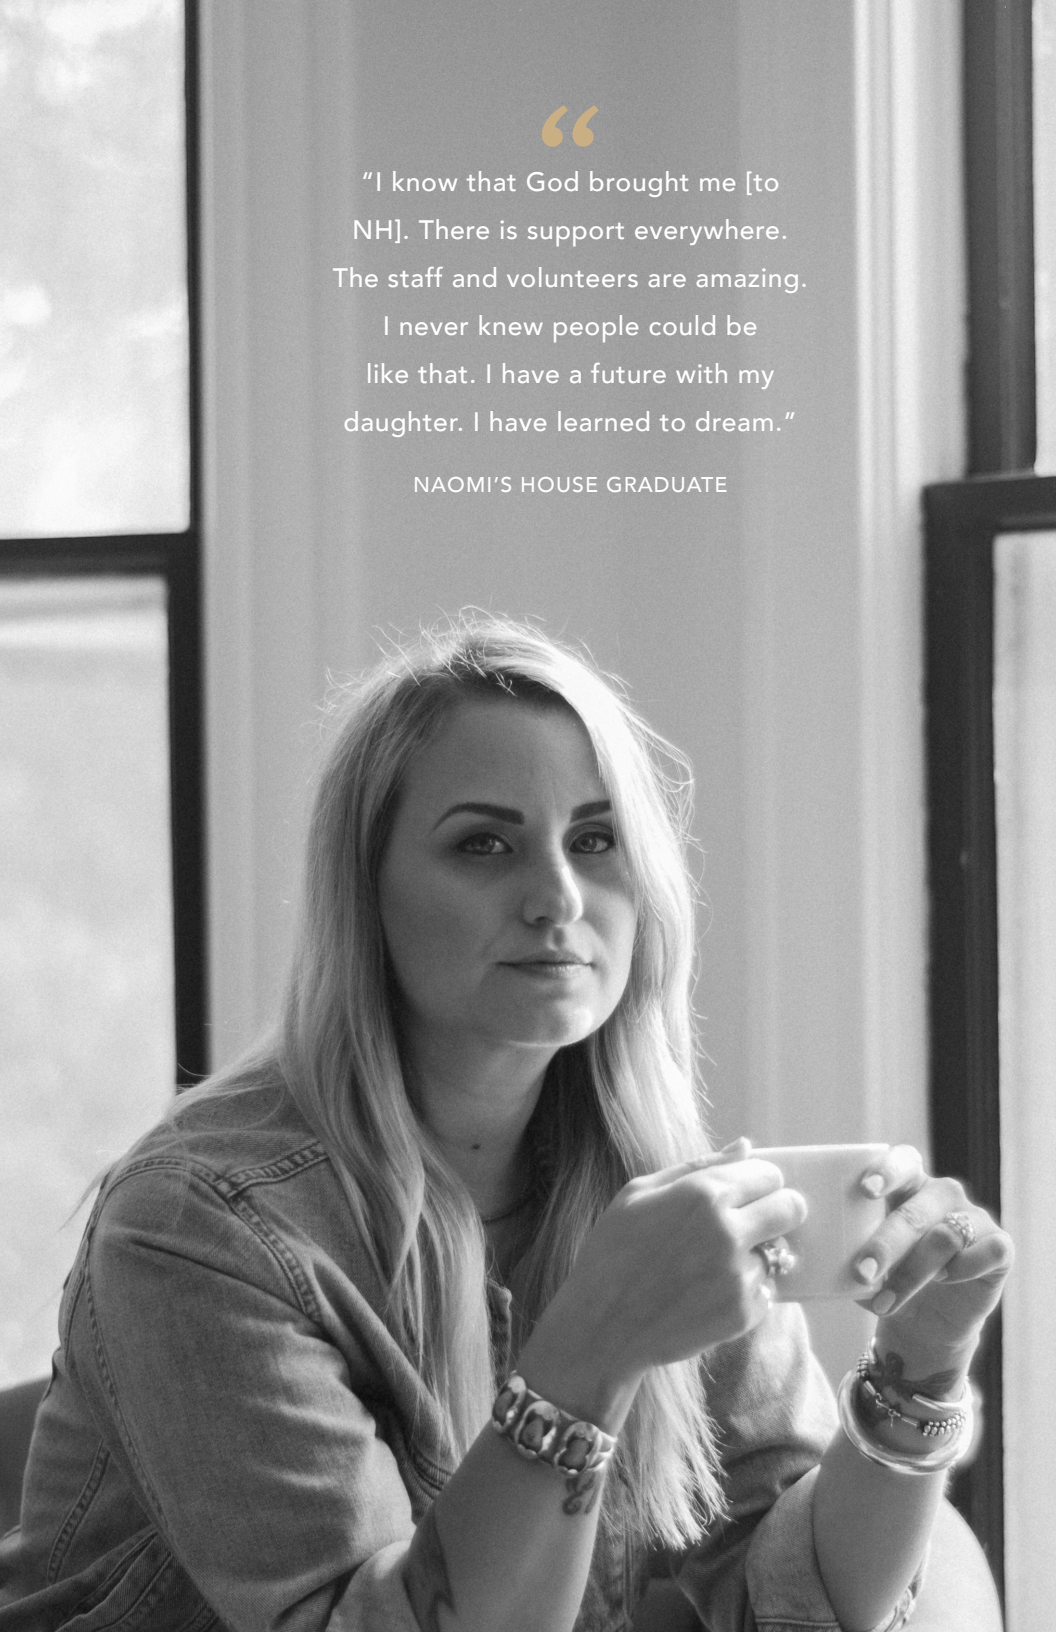 “
“I know that God brought me [to
NH]. There is support everywhere.
The staff and volunteers are amazing.
I never knew people could be
like that. I have a future with my
daughter. I have learned to dream.”
NAOMI’S HOUSE GRADUATE